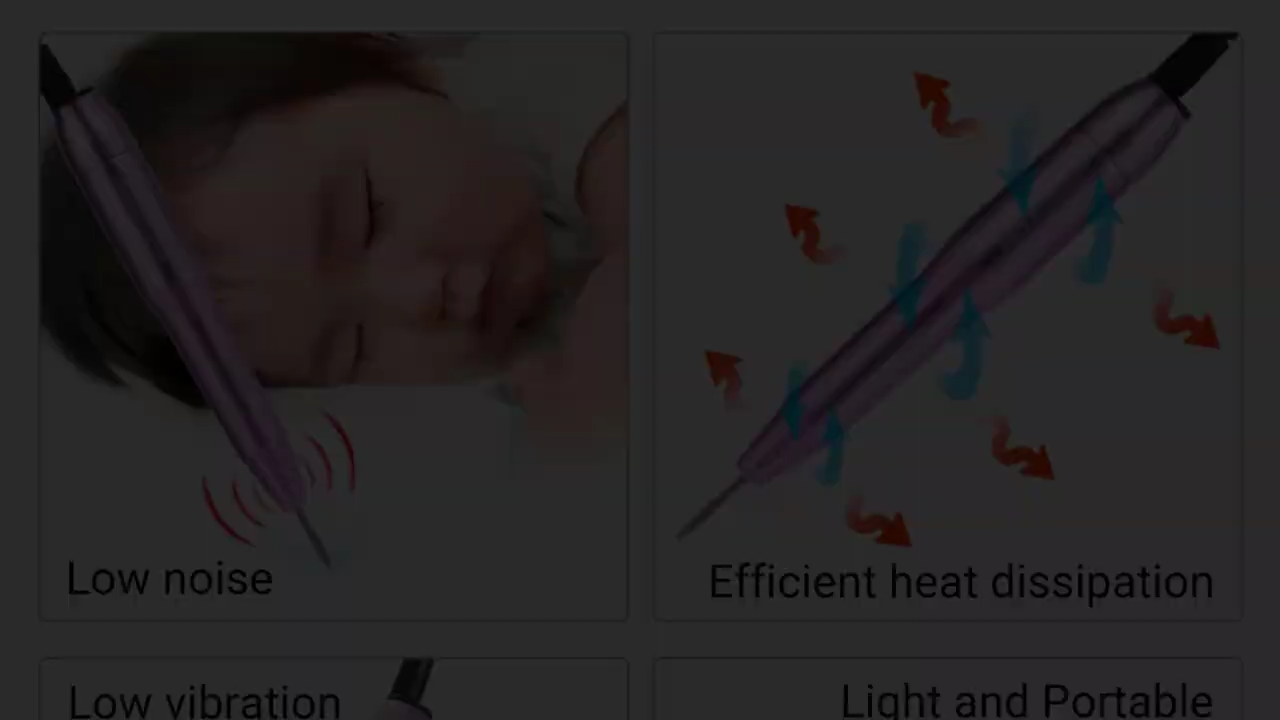 Low noise
Efficient heat dissipation
Low vibration
Light and Portable